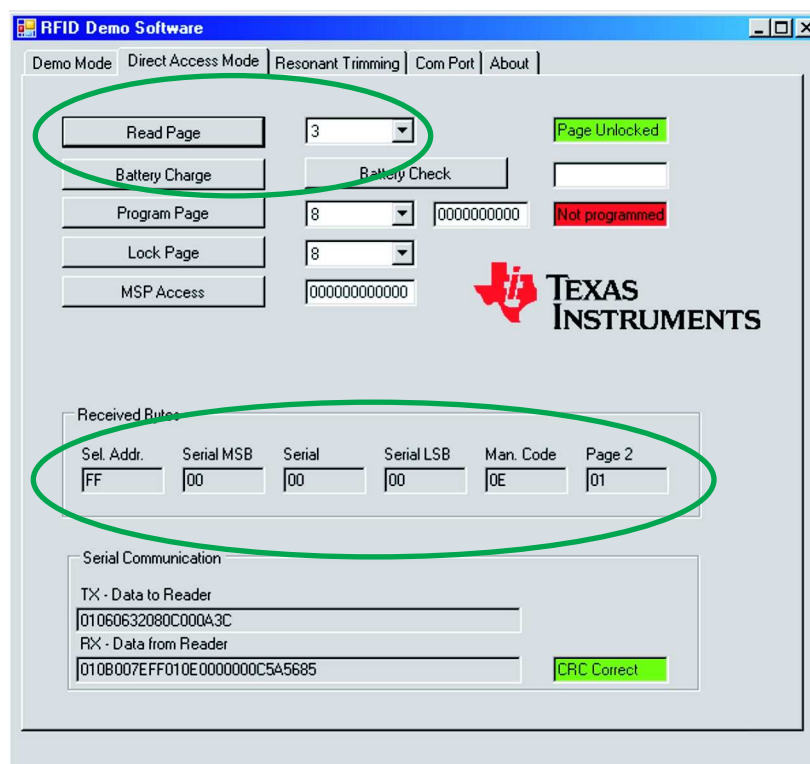 RFID Demo Software
Demo Mode Direct Access Mode Resonant Trimming Com Port About
Read Page 3 Page Unlocked
Battery Charge Battery Check
Program Page 8 0000000000 Not programmed
Lock Page 8
MSP Access 000000000000
TEXAS
INSTRUMENTS
Received Bytes
Sel. Addr. Serial MSB Serial Serial LSB Man. Code Page 2
FF 00 00 00 0E 01
Serial Communication
TX - Data to Reader
01060632080C000A3C
RX - Data from Reader
010B007EFF010E0000000C5A5685 CRC Correct